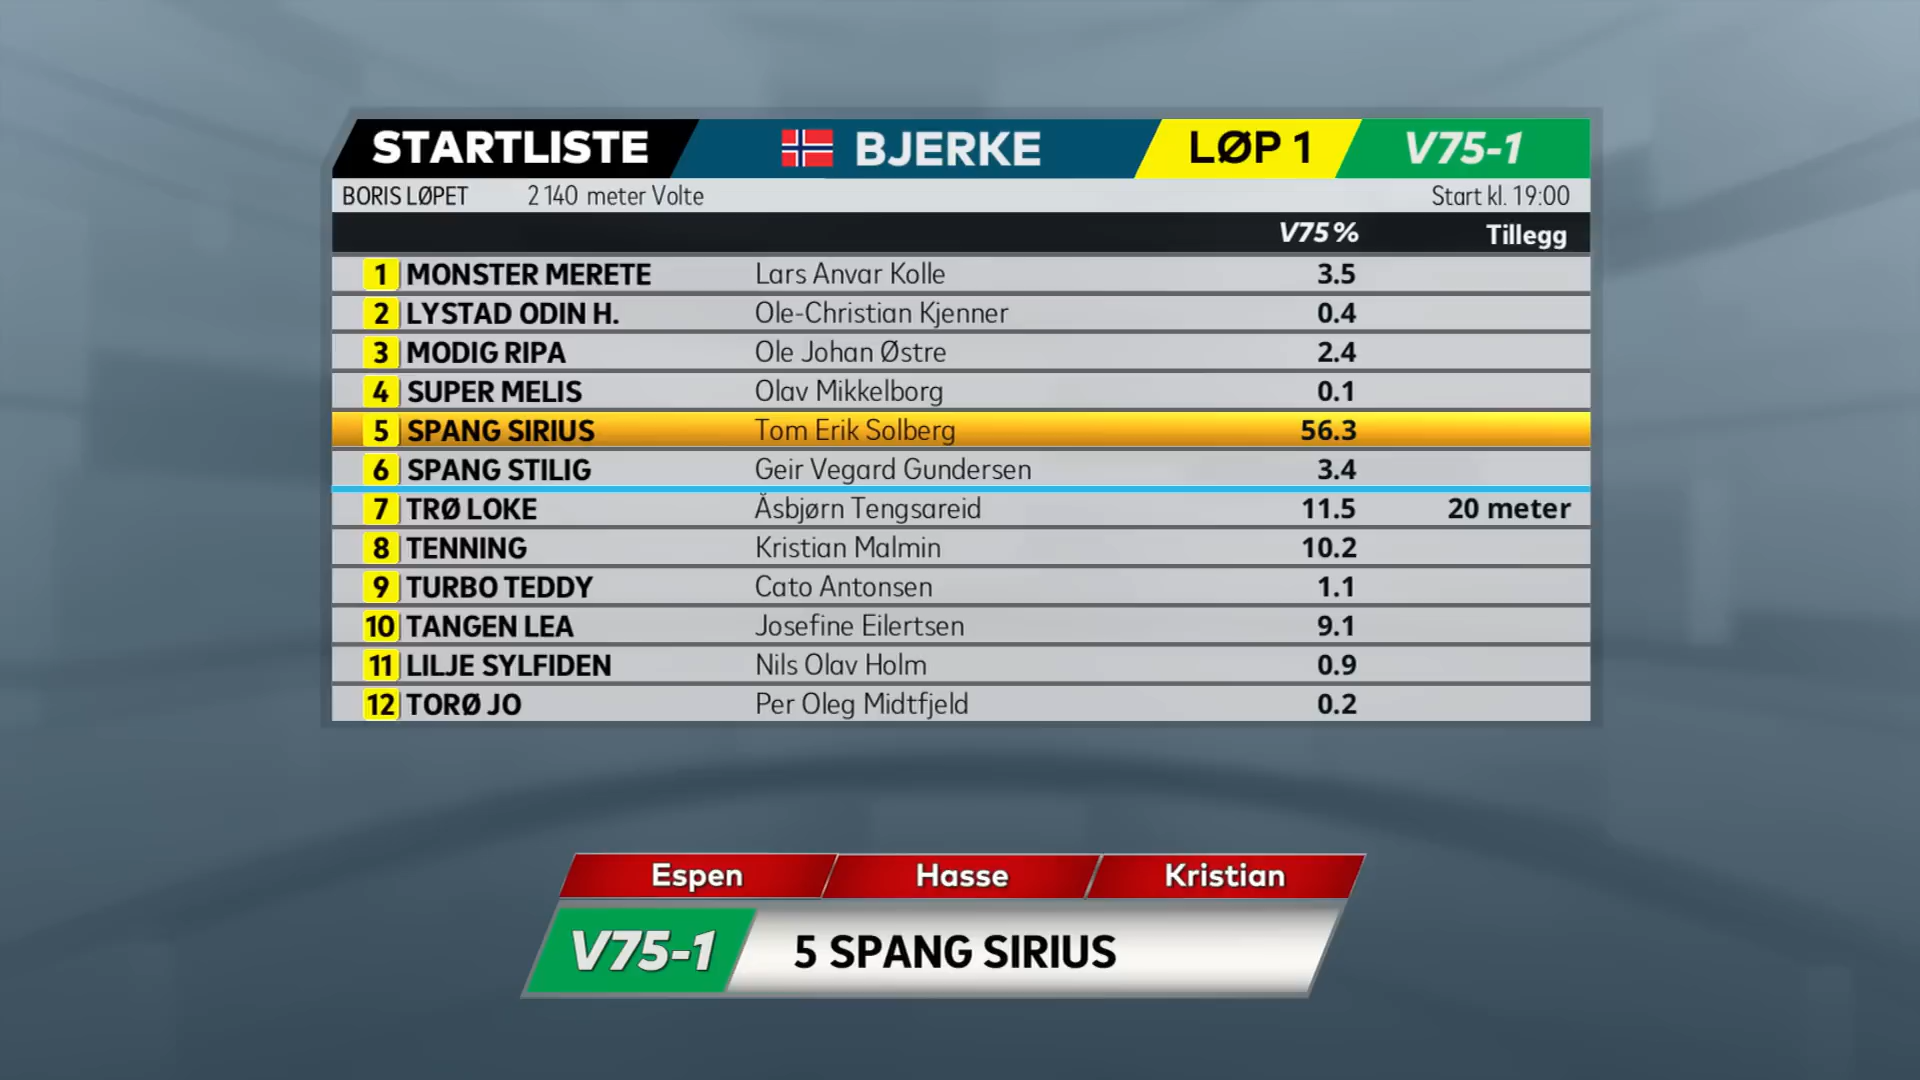 STARTLISTE BJERKE LØP 1 V75-1
BORIS LØPET 2 140 meter Volte Start kl. 19:00
V75% Tillegg
1 MONSTER MERETE Lars Anvar Kolle 3.5
2 LYSTAD ODIN H. Ole-Christian Kjenner 0.4
3 MODIG RIPA Ole Johan Østre 2.4
4 SUPER MELIS Olav Mikkelborg 0.1
5 SPANG SIRIUS Tom Erik Solberg 56.3
6 SPANG STILIG Geir Vegard Gundersen 3.4
7 TRØ LOKE Åsbjørn Tengsareid 11.5 20 meter
8 TENNING Kristian Malmin 10.2
9 TURBO TEDDY Cato Antonsen 1.1
10 TANGEN LEA Josefine Eilertsen 9.1
11 LILJE SYLFIDEN Nils Olav Holm 0.9
12 TORØ JO Per Oleg Midtfjeld 0.2
Espen Hasse Kristian
V75-1 5 SPANG SIRIUS